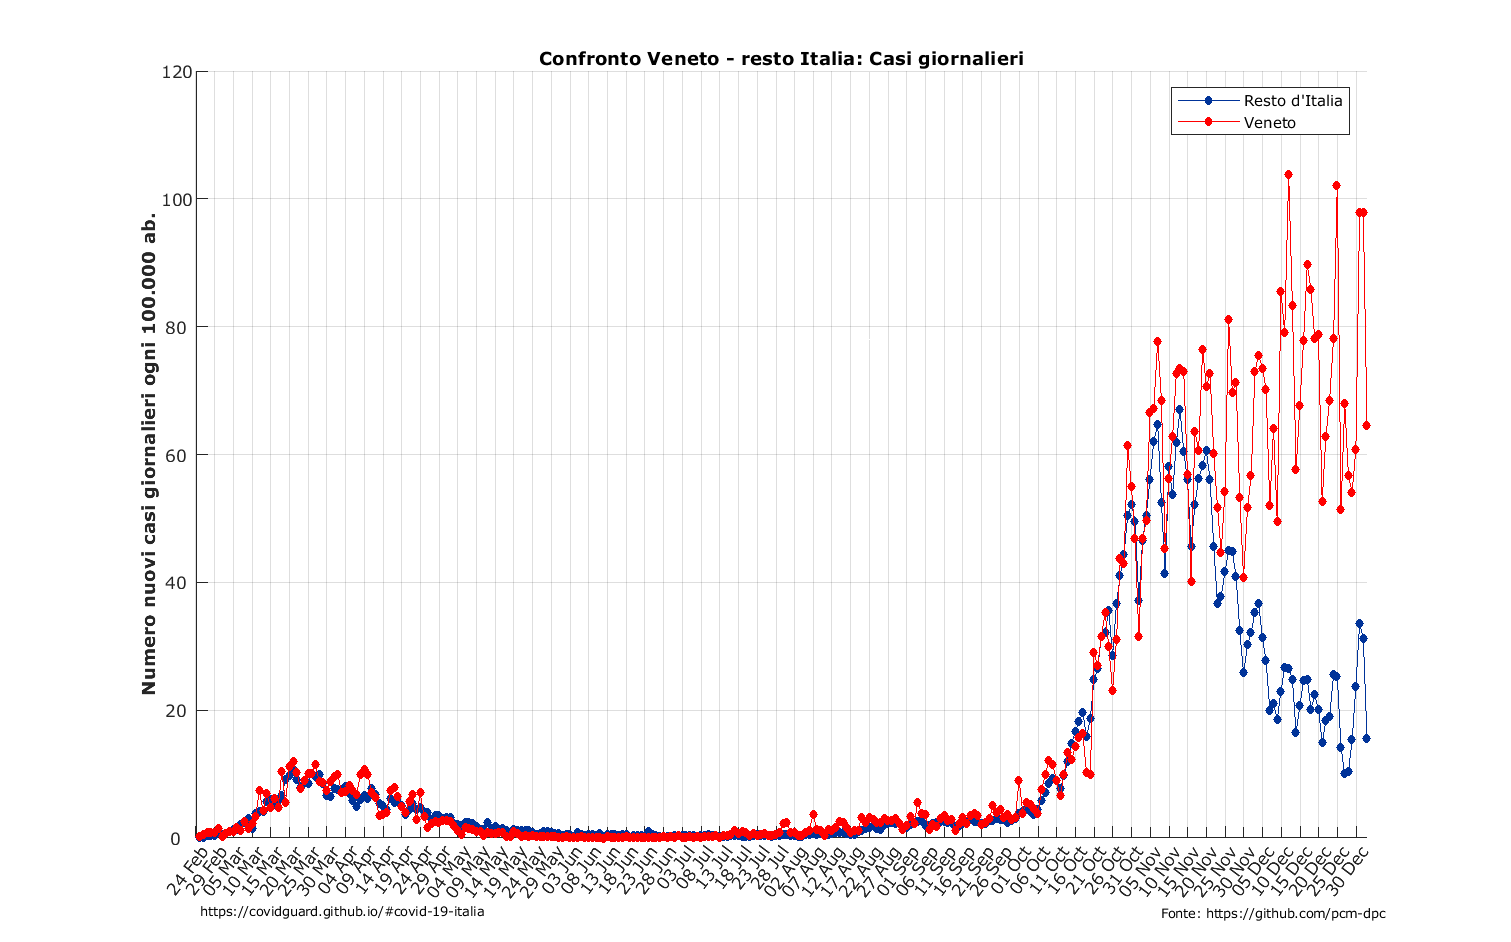 Confronto Veneto - resto Italia: Casi giornalieri
Numero nuovi casi giornalieri ogni 100.000 ab.
120
100
80
60
40
20
0
Resto d'Italia
Veneto
24 Feb
29 Feb
05 Mar
10 Mar
15 Mar
20 Mar
25 Mar
30 Mar
04 Apr
09 Apr
14 Apr
19 Apr
24 Apr
04 May
09 May
14 May
19 May
24 May
29 May
03 Jun
08 Jun
13 Jun
18 Jun
23 Jun
28 Jun
03 Jul
08 Jul
13 Jul
18 Jul
23 Jul
28 Jul
02 Aug
07 Aug
12 Aug
17 Aug
22 Aug
27 Aug
01 Sep
06 Sep
11 Sep
16 Sep
21 Sep
26 Sep
01 Oct
06 Oct
11 Oct
16 Oct
21 Oct
26 Oct
31 Oct
05 Nov
10 Nov
15 Nov
20 Nov
25 Nov
30 Nov
05 Dec
10 Dec
15 Dec
20 Dec
25 Dec
30 Dec
https://covidguard.github.io/#covid-19-italia
Fonte: https://github.com/pcm-dpc